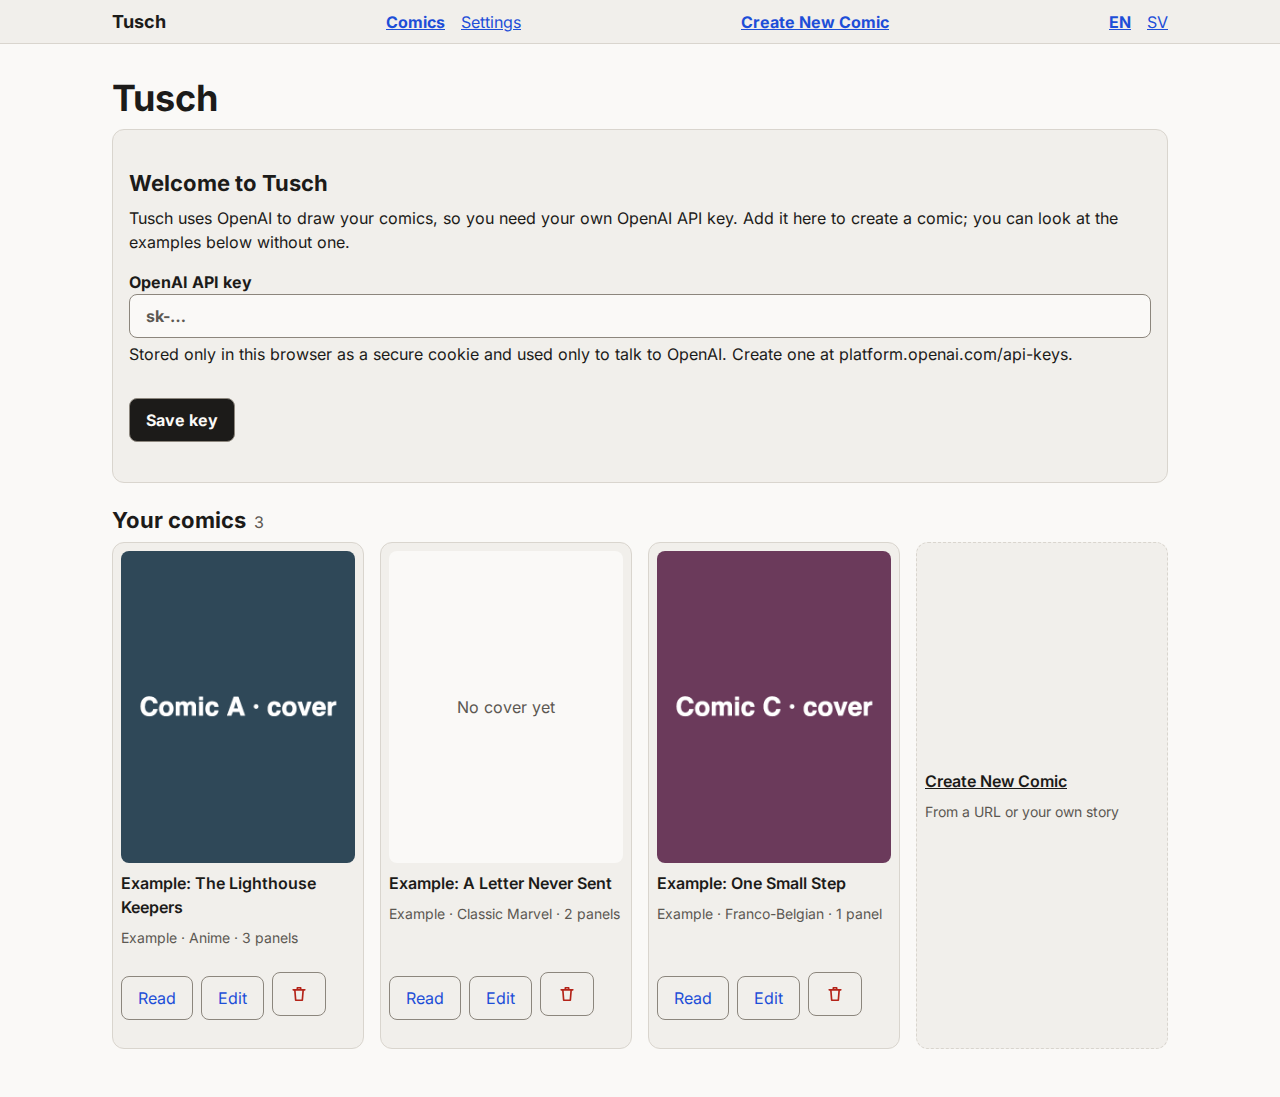 Tusch
Comics Settings
Create New Comic
EN SV
Tusch
Welcome to Tusch
Tusch uses OpenAI to draw your comics, so you need your own OpenAI API key. Add it here to create a comic; you can look at the
examples below without one.
OpenAI API key
sk-...
Stored only in this browser as a secure cookie and used only to talk to OpenAI. Create one at platform.openai.com/api-keys.
Save key
Your comics 3
Comic A · cover
Example: The Lighthouse
Keepers
Example · Anime · 3 panels
Read Edit
No cover yet
Example: A Letter Never Sent
Example · Classic Marvel · 2 panels
Read Edit
Comic C · cover
Example: One Small Step
Example · Franco-Belgian · 1 panel
Read Edit
Create New Comic
From a URL or your own story